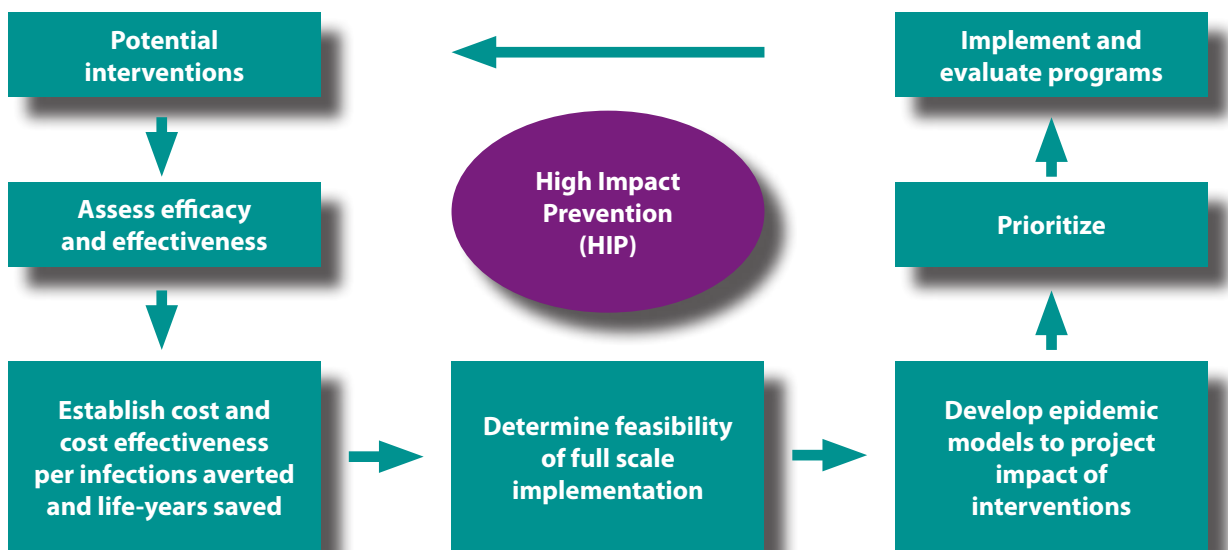 Potential
interventions
Assess efficacy
and effectiveness
Establish cost and
cost effectiveness
per infections averted
and life-years saved
Determine feasibility
of full scale
implementation
Develop epidemic
models to project
impact of
interventions
Prioritize
Implement and
evaluate programs
High Impact
Prevention
(HIP)